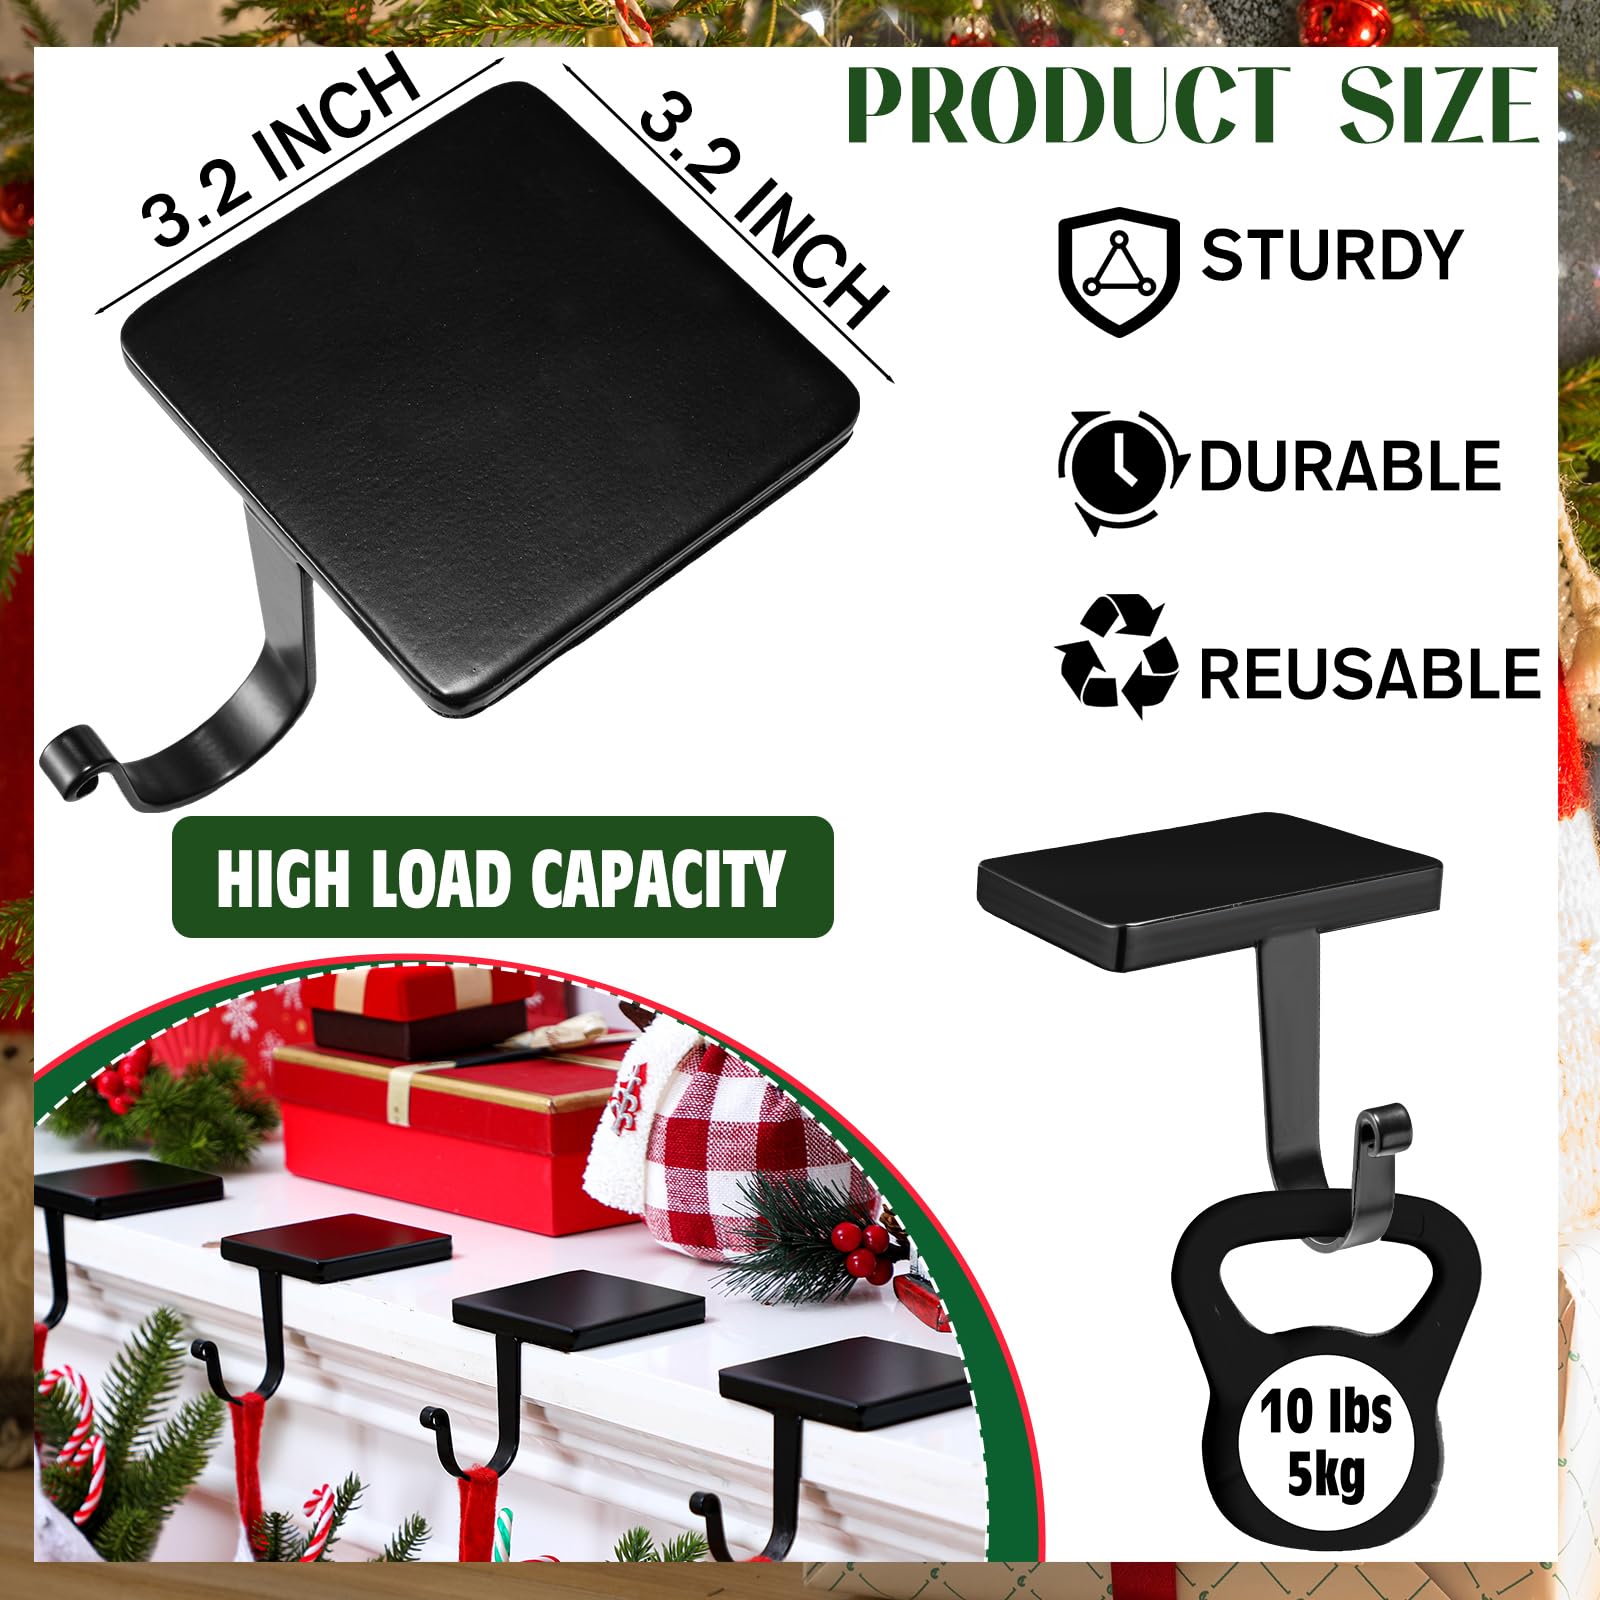 PRODUCT SIZE
3.2 INCH
3.2 INCH
STURDY
DURABLE
REUSABLE
HIGH LOAD CAPACITY
10 lbs
5kg